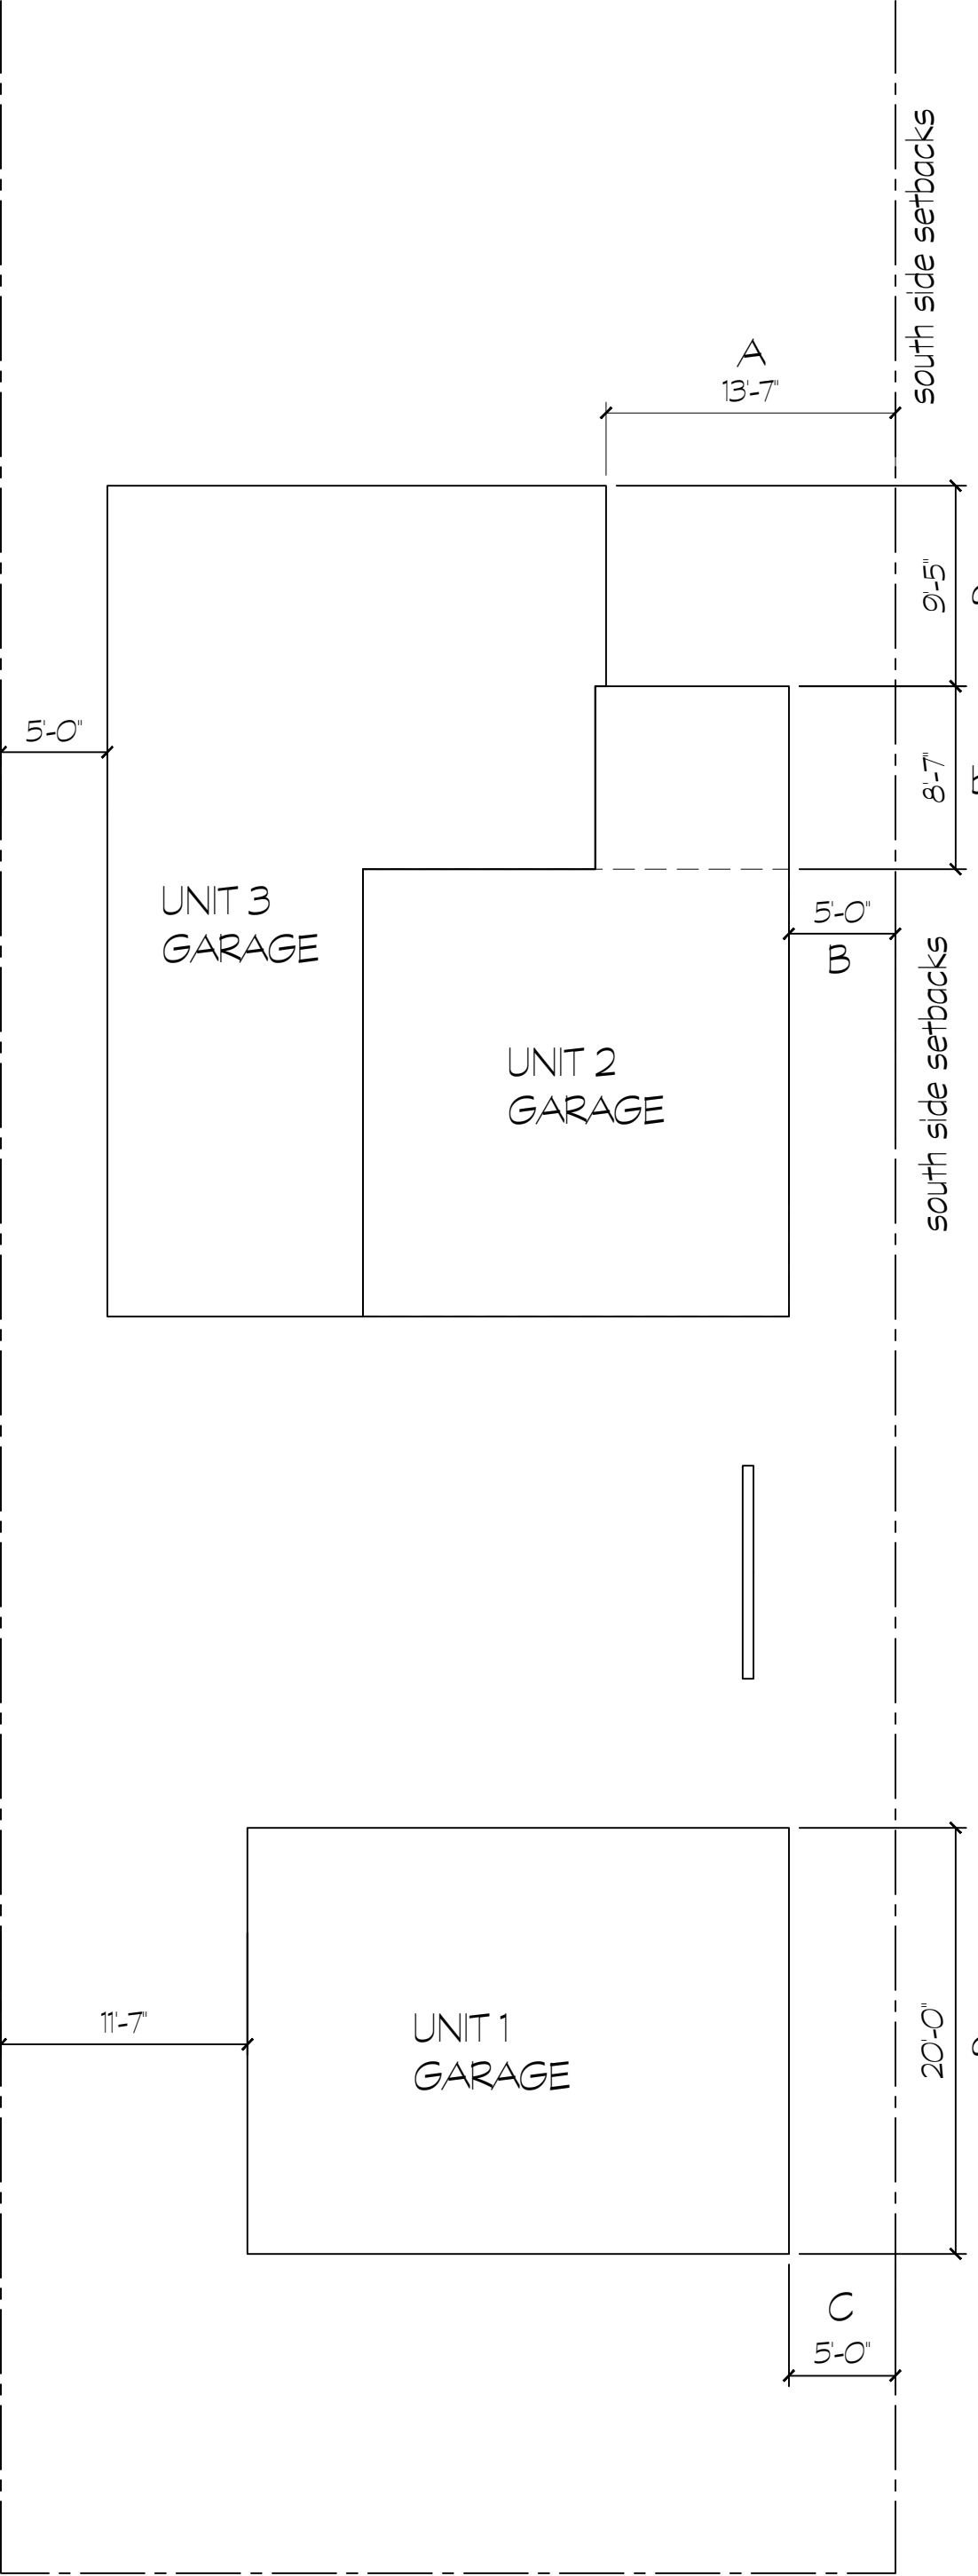 south side setbacks
A
13'-7"
9'-5"
5'-0"
8'-7"
UNIT 3
GARAGE
5'-0"
B
south side setbacks
UNIT 2
GARAGE
11'-7"
UNIT 1
GARAGE
20'-0"
C
5'-0"